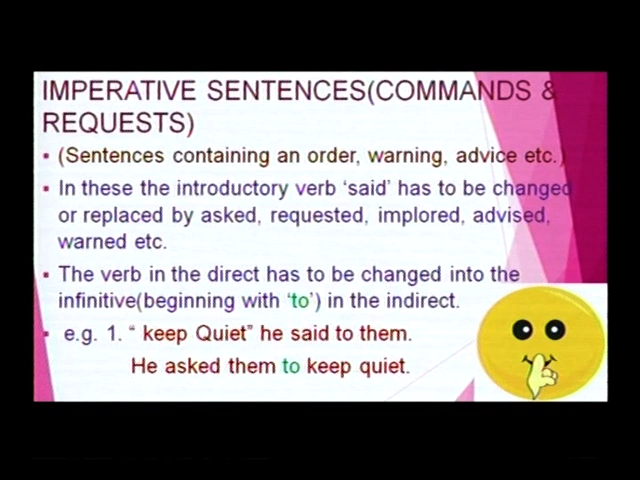 IMPERATIVE SENTENCES(COMMANDS &
REQUESTS)
▪ (Sentences containing an order, warning, advice etc.)
▪ In these the introductory verb ‘said’ has to be changed
or replaced by asked, requested, implored, advised,
warned etc.
▪ The verb in the direct has to be changed into the
infinitive(beginning with ‘to’) in the indirect.
▪ e.g. 1. “ keep Quiet” he said to them.
He asked them to keep quiet.